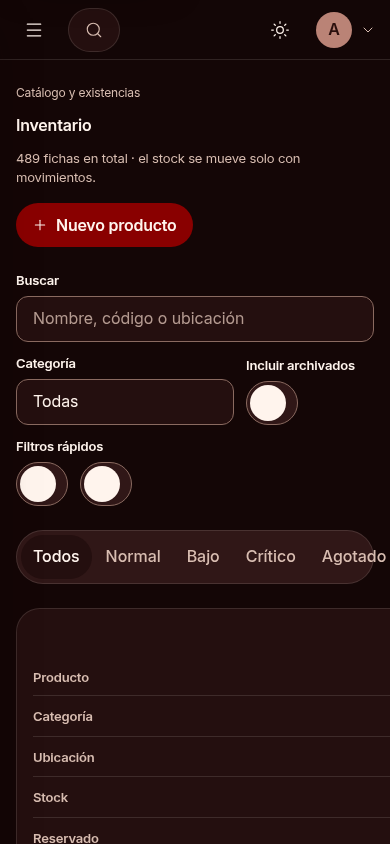 A
Catálogo y existencias
Inventario
489 fichas en total · el stock se mueve solo con
movimientos.
Nuevo producto
Buscar
Nombre, código o ubicación
Categoría
Incluir archivados
Todas
Filtros rápidos
Todos Normal Bajo Crítico Agotado
Producto
Categoría
Ubicación
Stock
Reservado